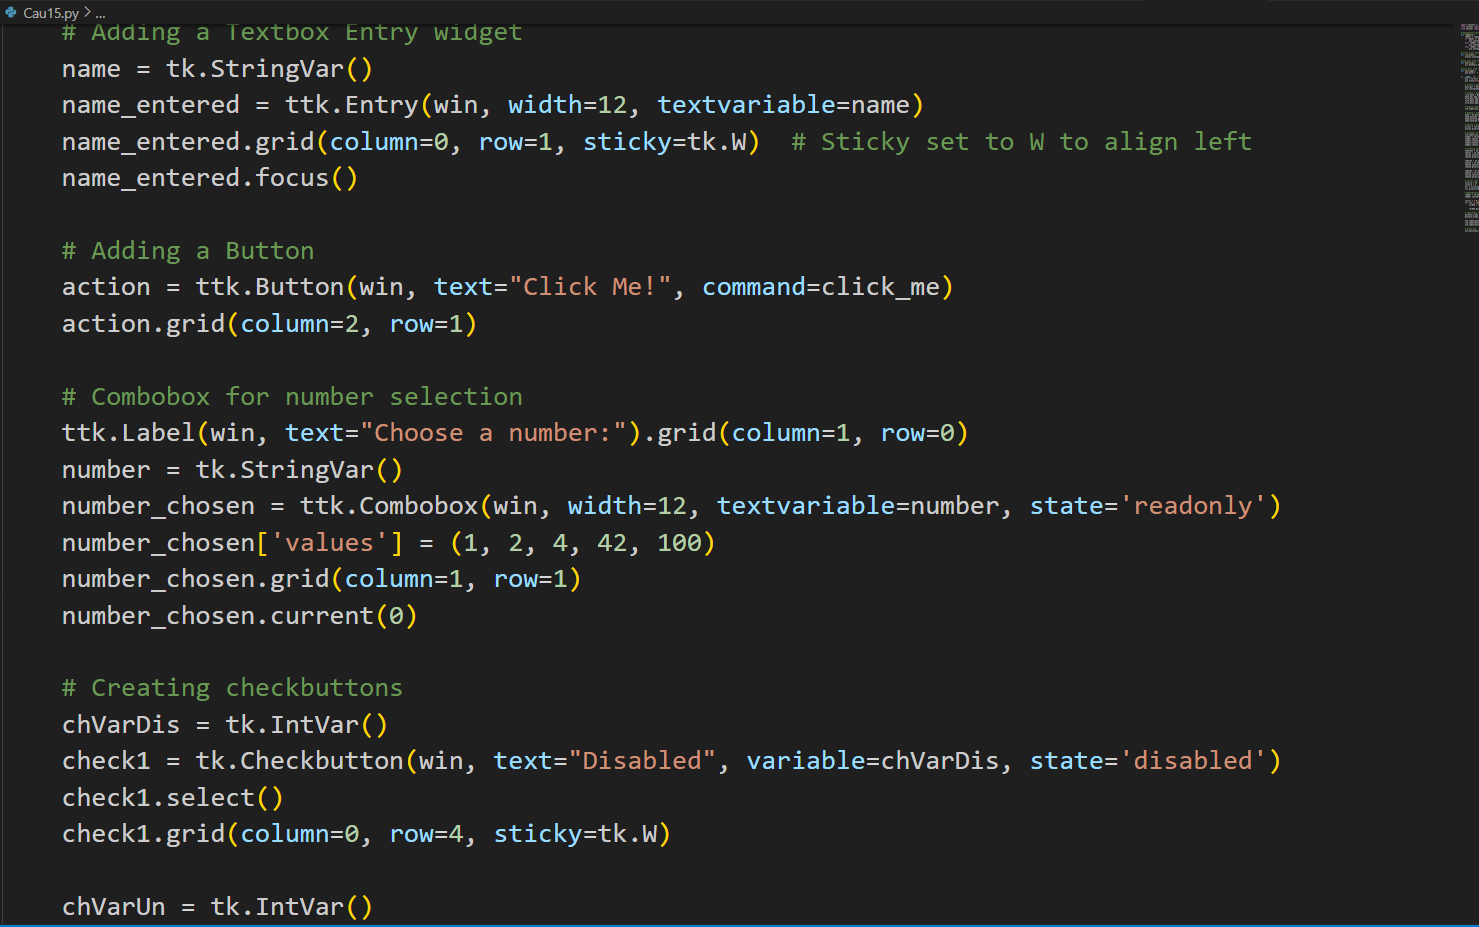 Cau15.py > ...
# Adding a Textbox Entry widget
name = tk.StringVar()
name_entered = ttk.Entry(win, width=12, textvariable=name)
name_entered.grid(column=0, row=1, sticky=tk.W)  # Sticky set to W to align left
name_entered.focus()
# Adding a Button
action = ttk.Button(win, text="Click Me!", command=click_me)
action.grid(column=2, row=1)
# Combobox for number selection
ttk.Label(win, text="Choose a number:").grid(column=1, row=0)
number = tk.StringVar()
number_chosen = ttk.Combobox(win, width=12, textvariable=number, state='readonly')
number_chosen['values'] = (1, 2, 4, 42, 100)
number_chosen.grid(column=1, row=1)
number_chosen.current(0)
# Creating checkbuttons
chVarDis = tk.IntVar()
check1 = tk.Checkbutton(win, text="Disabled", variable=chVarDis, state='disabled')
check1.select()
check1.grid(column=0, row=4, sticky=tk.W)
chVarUn = tk.IntVar()